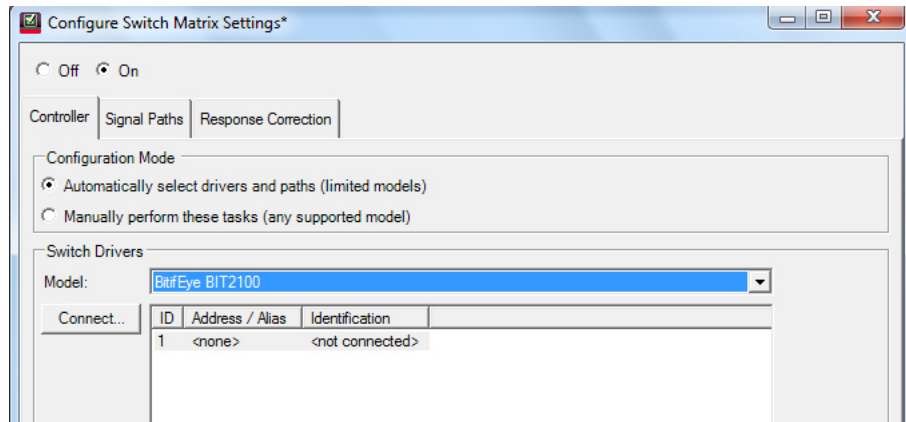 Configure Switch Matrix Settings*
Off On
Controller Signal Paths Response Correction
Configuration Mode
Automatically select drivers and paths (limited models)
Manually perform these tasks (any supported model)
Switch Drivers
Model: BitifEye BIT2100
Connect... ID Address / Alias Identification
1 <none> <not connected>